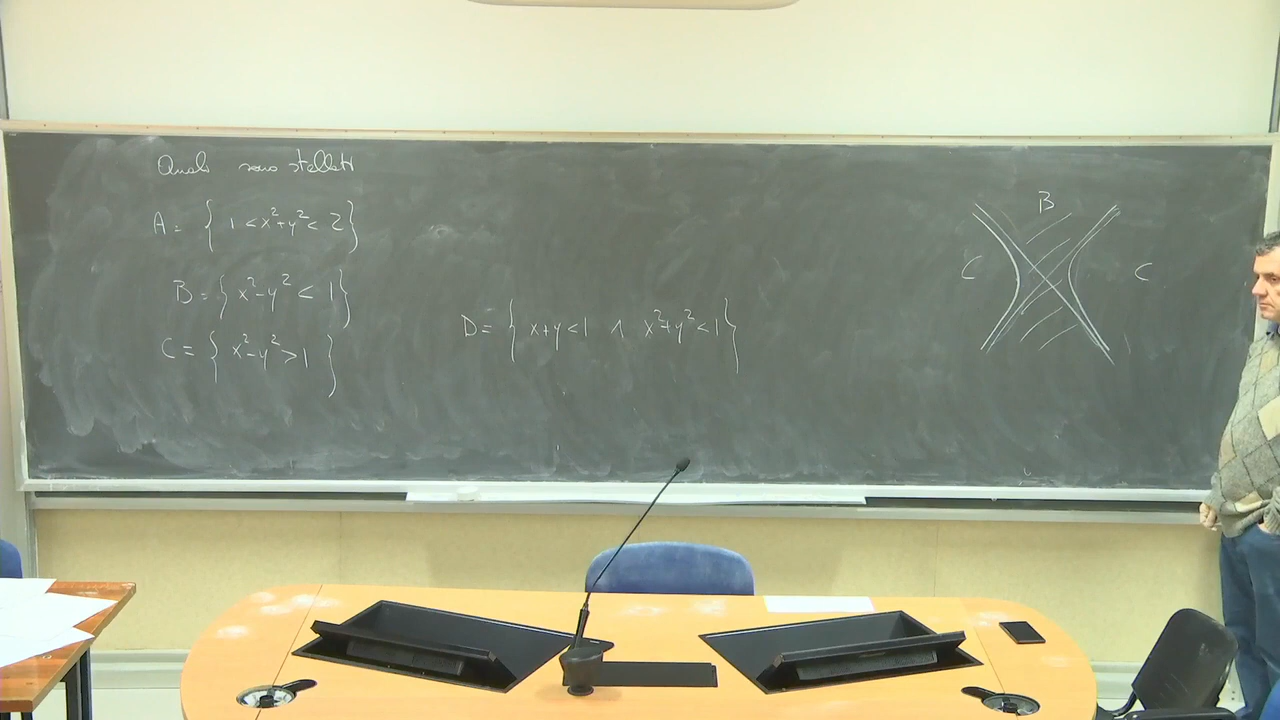 Quali sono stellati
A = { 1 < x² + y² < 2 }
B = { x² - y² < 1 }
C = { x² - y² > 1 }
D = { x + y < 1 ∧ x² + y² < 1 }
B
C C